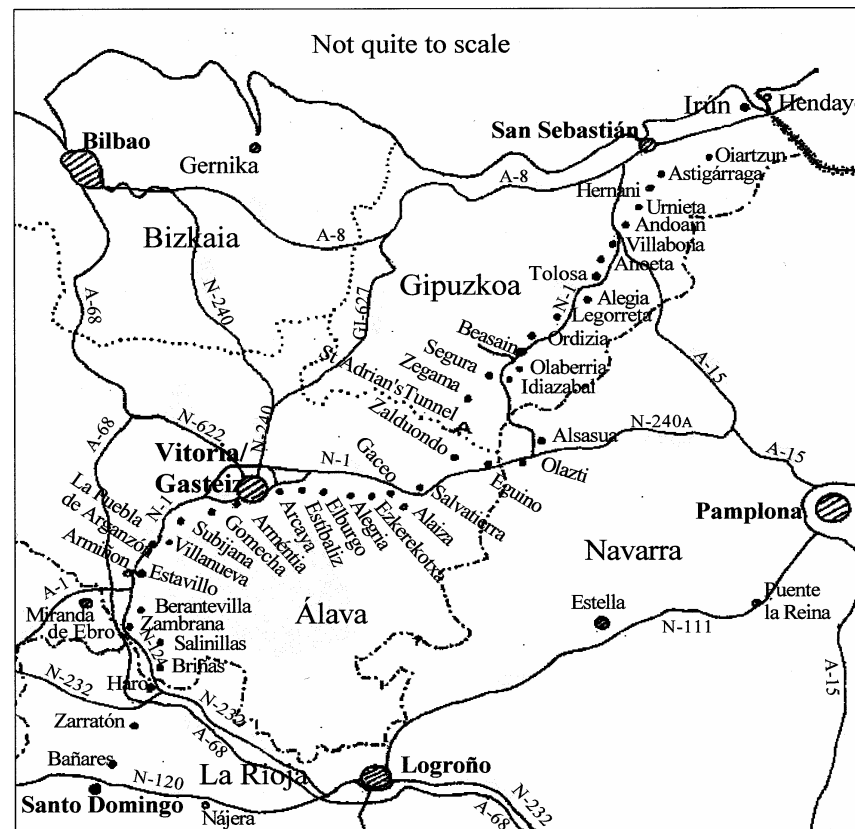 Not quite to scale
Irún
Hendaye
San Sebastián
Bilbao
Gernika
Oiartzun
Astigárraga
A-8
Hernani
Urnieta
Andoain
Bizkaia
A-8
Villabona
Anoeta
Tolosa
Gipuzkoa
A-68
N-240
GI-627
N-1
Alegia
Legorreta
Beasain
Ordizia
Segura
Olaberria
Idiazabal
Zegama
St Adrian's Tunnel
A-15
Zalduondo
N-622
N-240
A-68
N-240A
Alsasua
A-15
Vitoria/
Gasteiz
N-1
Gaceo
Olazti
Eguino
Salvatierra
Pamplona
La Puebla
de Arganzón
N-1
Alaiza
Ezkerekotxa
Alegria
Elburgo
Estíbaliz
Arcaya
Arméntia
Gomecha
Subijana
Villanueva
Armiñon
Navarra
Estavillo
A-1
Miranda
de Ebro
Berantevilla
Zambrana
Álava
Estella
Puente
la Reina
N-111
N-124
Salinillas
Briñas
Haro
N-232
N-232
A-68
A-15
Zarratón
Bañares
La Rioja
Logroño
N-120
Santo Domingo
Nájera
N-232
A-68